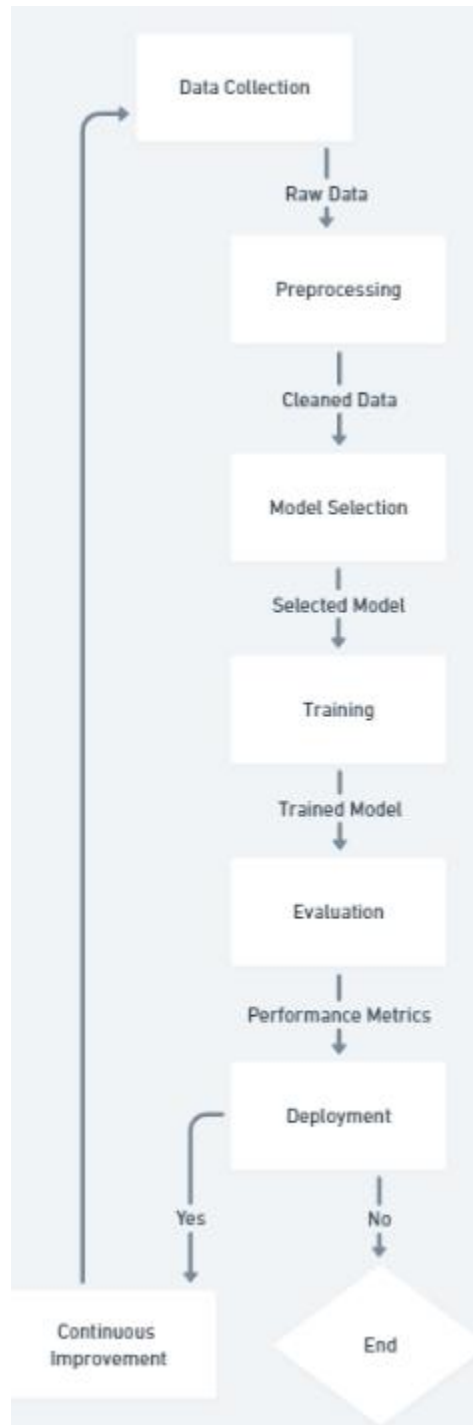 Data Collection
Raw Data
Preprocessing
Cleaned Data
Model Selection
Selected Model
Training
Trained Model
Evaluation
Performance Metrics
Deployment
Yes
No
Continuous
Improvement
End